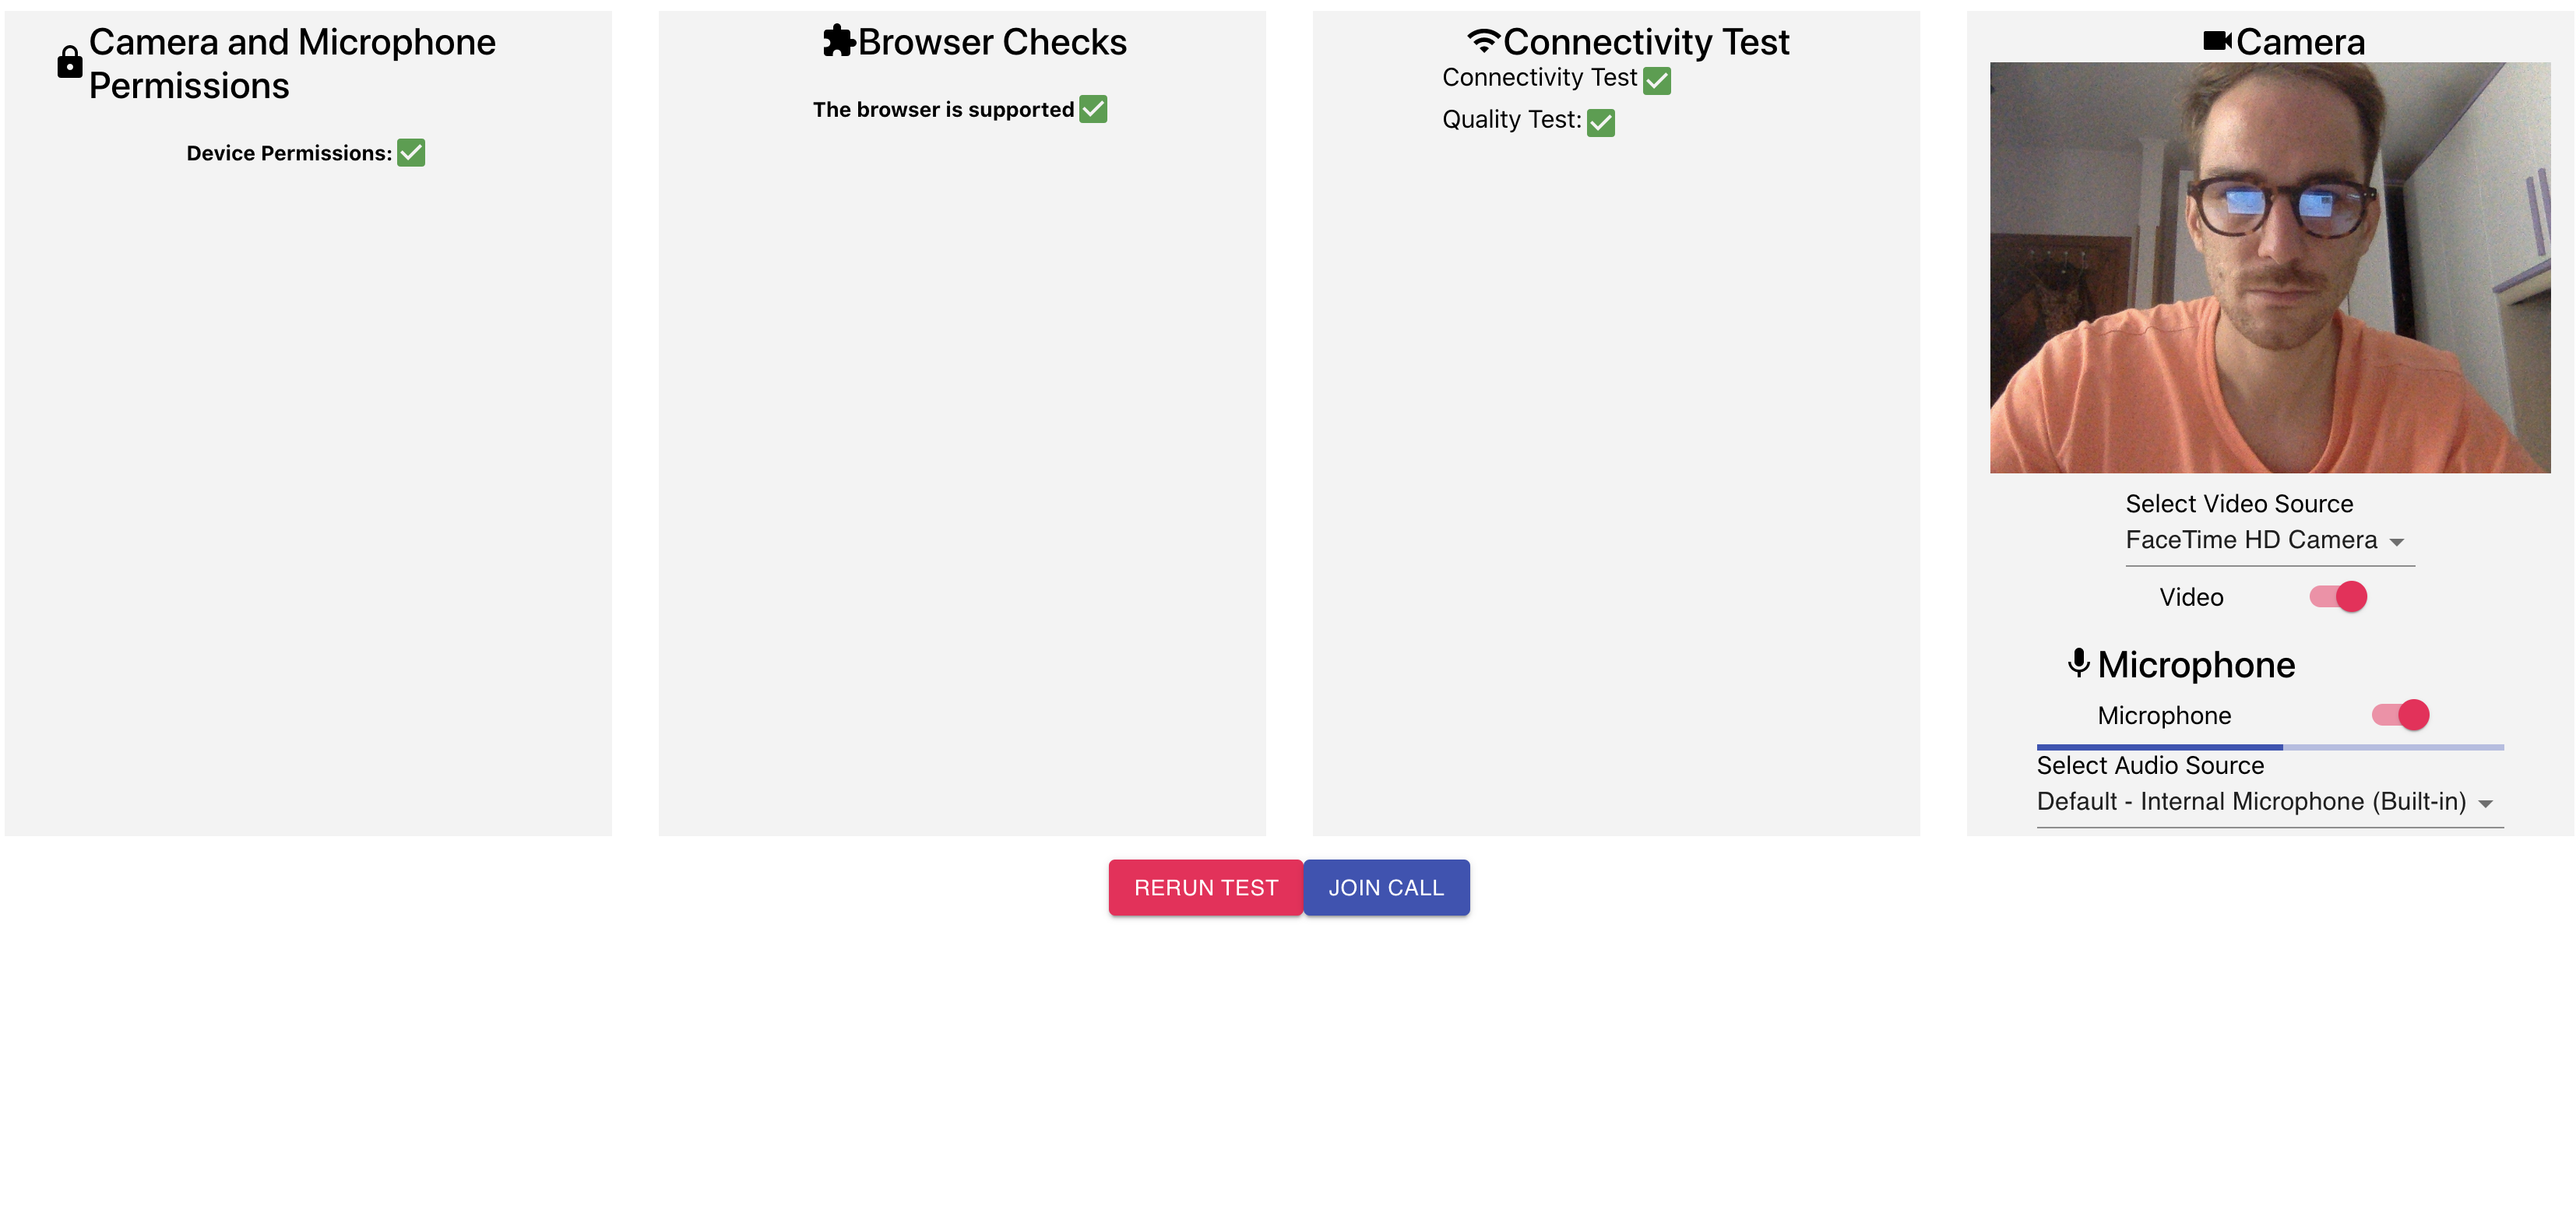 Camera and Microphone
Permissions
Device Permissions:
Browser Checks
The browser is supported
Connectivity Test
Connectivity Test
Quality Test:
Camera
Select Video Source
FaceTime HD Camera
Video
Microphone
Microphone
Select Audio Source
Default - Internal Microphone (Built-in)
RERUN TEST
JOIN CALL